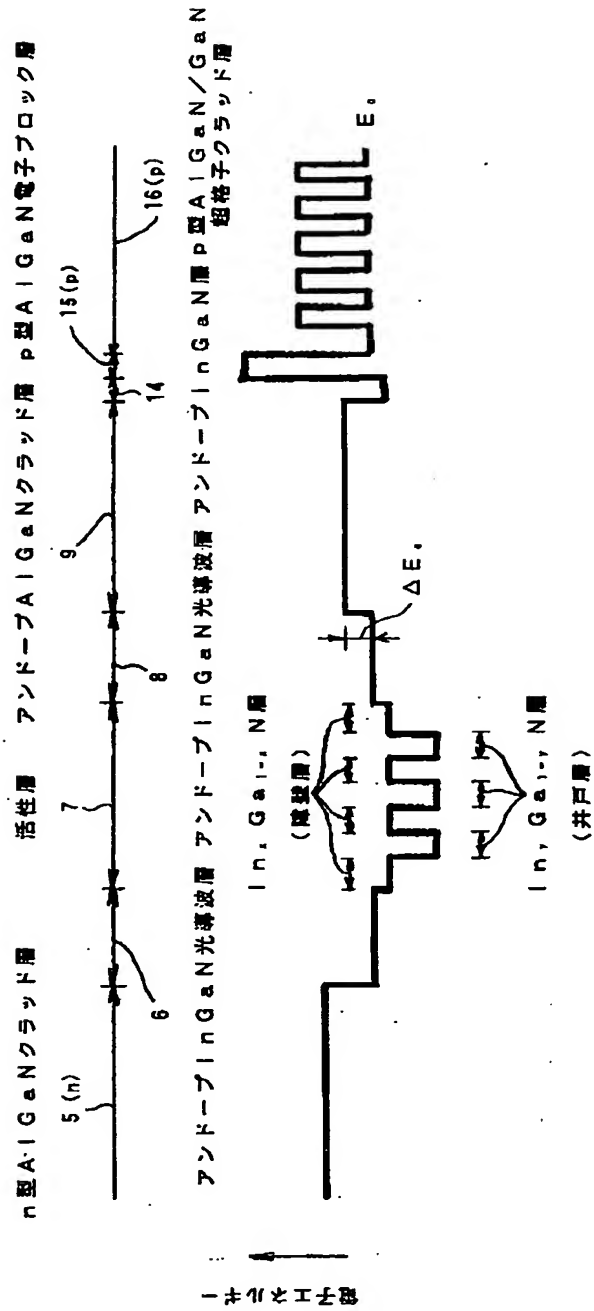 n型AlGaNクラッド層 活性層 アンドープAlGaNクラッド層 p型AlGaN電子ブロック層
5(n) 6 7 8 9 14 15(p) 16(p)
アンドープInGaN光導波層 アンドープInGaN光導波層 アンドープInGaN層 p型AlGaN/GaN
超格子クラッド層
InxGa1-xN層
(障壁層)
ΔEc
Ec
InyGa1-yN層
(井戸層)
電子エネルギー